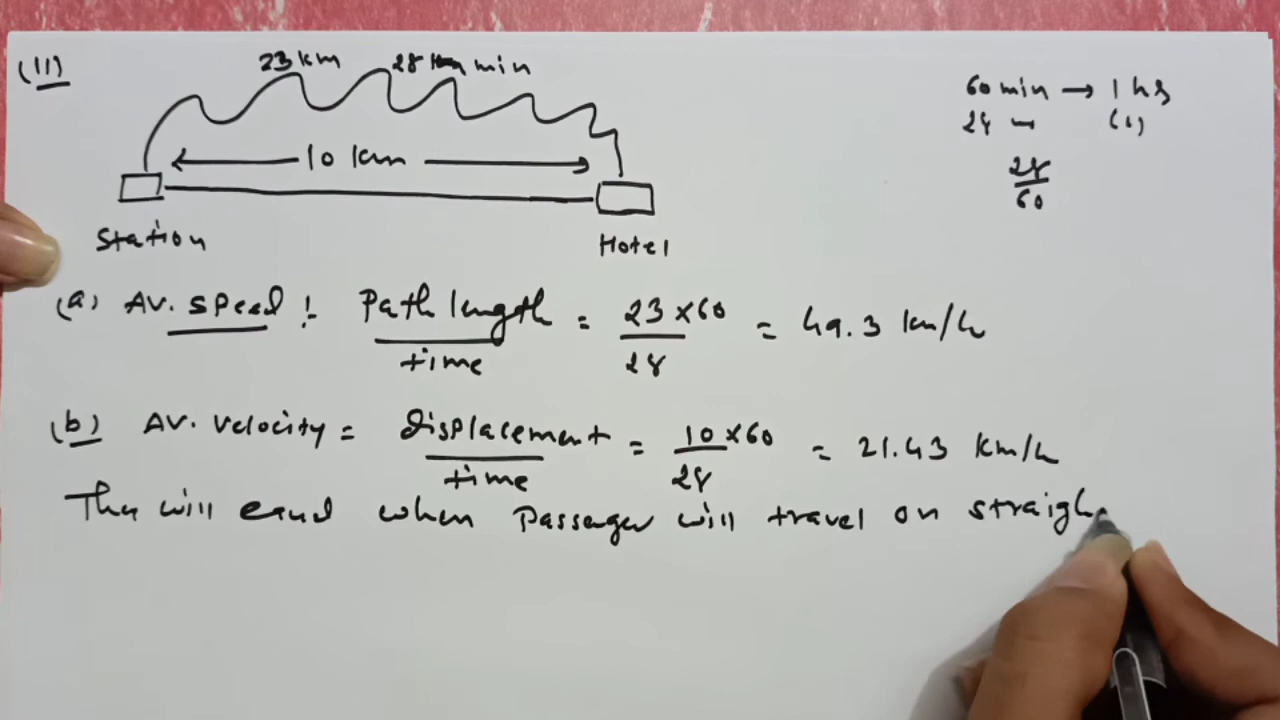 (11)
23 km 28 min
10 km
Station
Hotel
60 min → 1 hs
28 (1)
28
60
(a) Av. speed :- Path length / time = 23 x 60 / 28 = 49.3 km/h
(b) Av. velocity = displacement / time = 10 x 60 / 28 = 21.43 km/h
They will equal when Passenger will travel on straigh